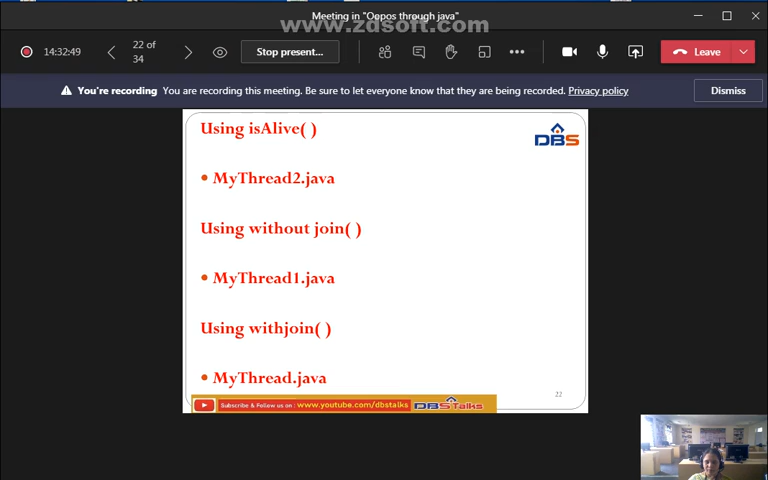 Meeting in "Oppos through java"
www.zdsoft.com
14:32:49
22 of
34
Stop present...
Leave
You're recording You are recording this meeting. Be sure to let everyone know that they are being recorded. Privacy policy
Dismiss
Using isAlive( )
DBS
• MyThread2.java
Using without join( )
• MyThread1.java
Using withjoin( )
• MyThread.java
22
Subscribe & Follow us on : www.youtube.com/dbstalks DBSTalks